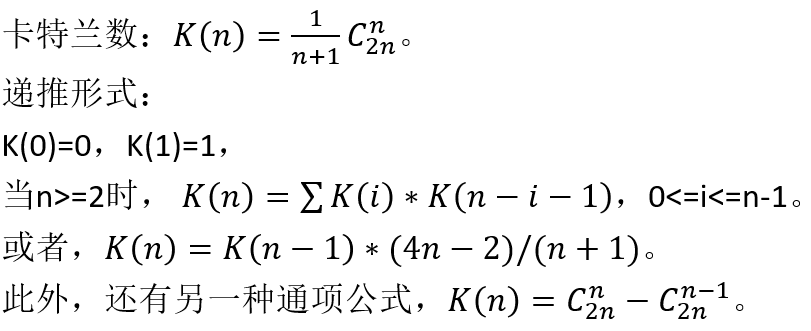 卡特兰数：$K(n) = \frac{1}{n+1} C_{2n}^{n}$。
递推形式：
K(0)=0，K(1)=1，
当n>=2时， $K(n) = \sum K(i) * K(n - i - 1)$，0<=i<=n-1。
或者，$K(n) = K(n - 1) * (4n - 2)/(n + 1)$。
此外，还有另一种通项公式，$K(n) = C_{2n}^{n} - C_{2n}^{n-1}$。